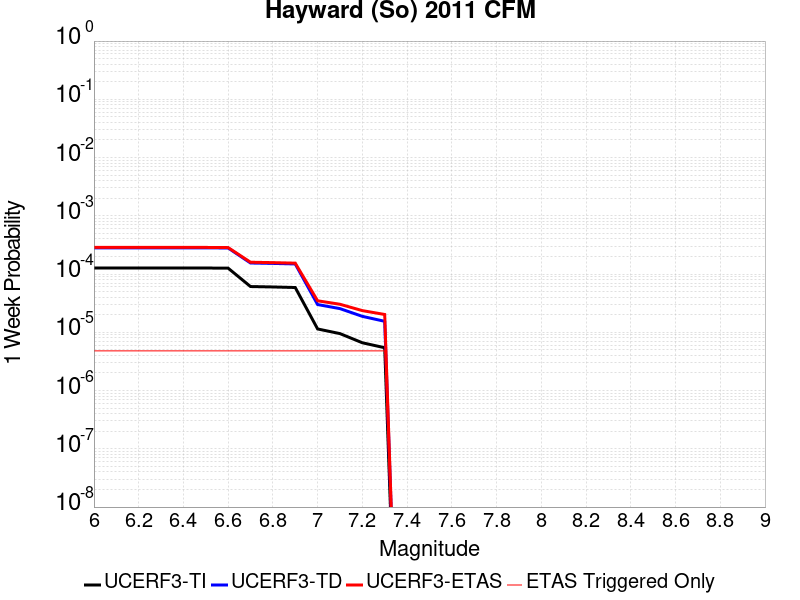 Hayward (So) 2011 CFM
10^0
10^-1
10^-2
10^-3
10^-4
10^-5
10^-6
10^-7
10^-8
1 Week Probability
6 6.2 6.4 6.6 6.8 7 7.2 7.4 7.6 7.8 8 8.2 8.4 8.6 8.8 9
Magnitude
UCERF3-TI UCERF3-TD UCERF3-ETAS ETAS Triggered Only